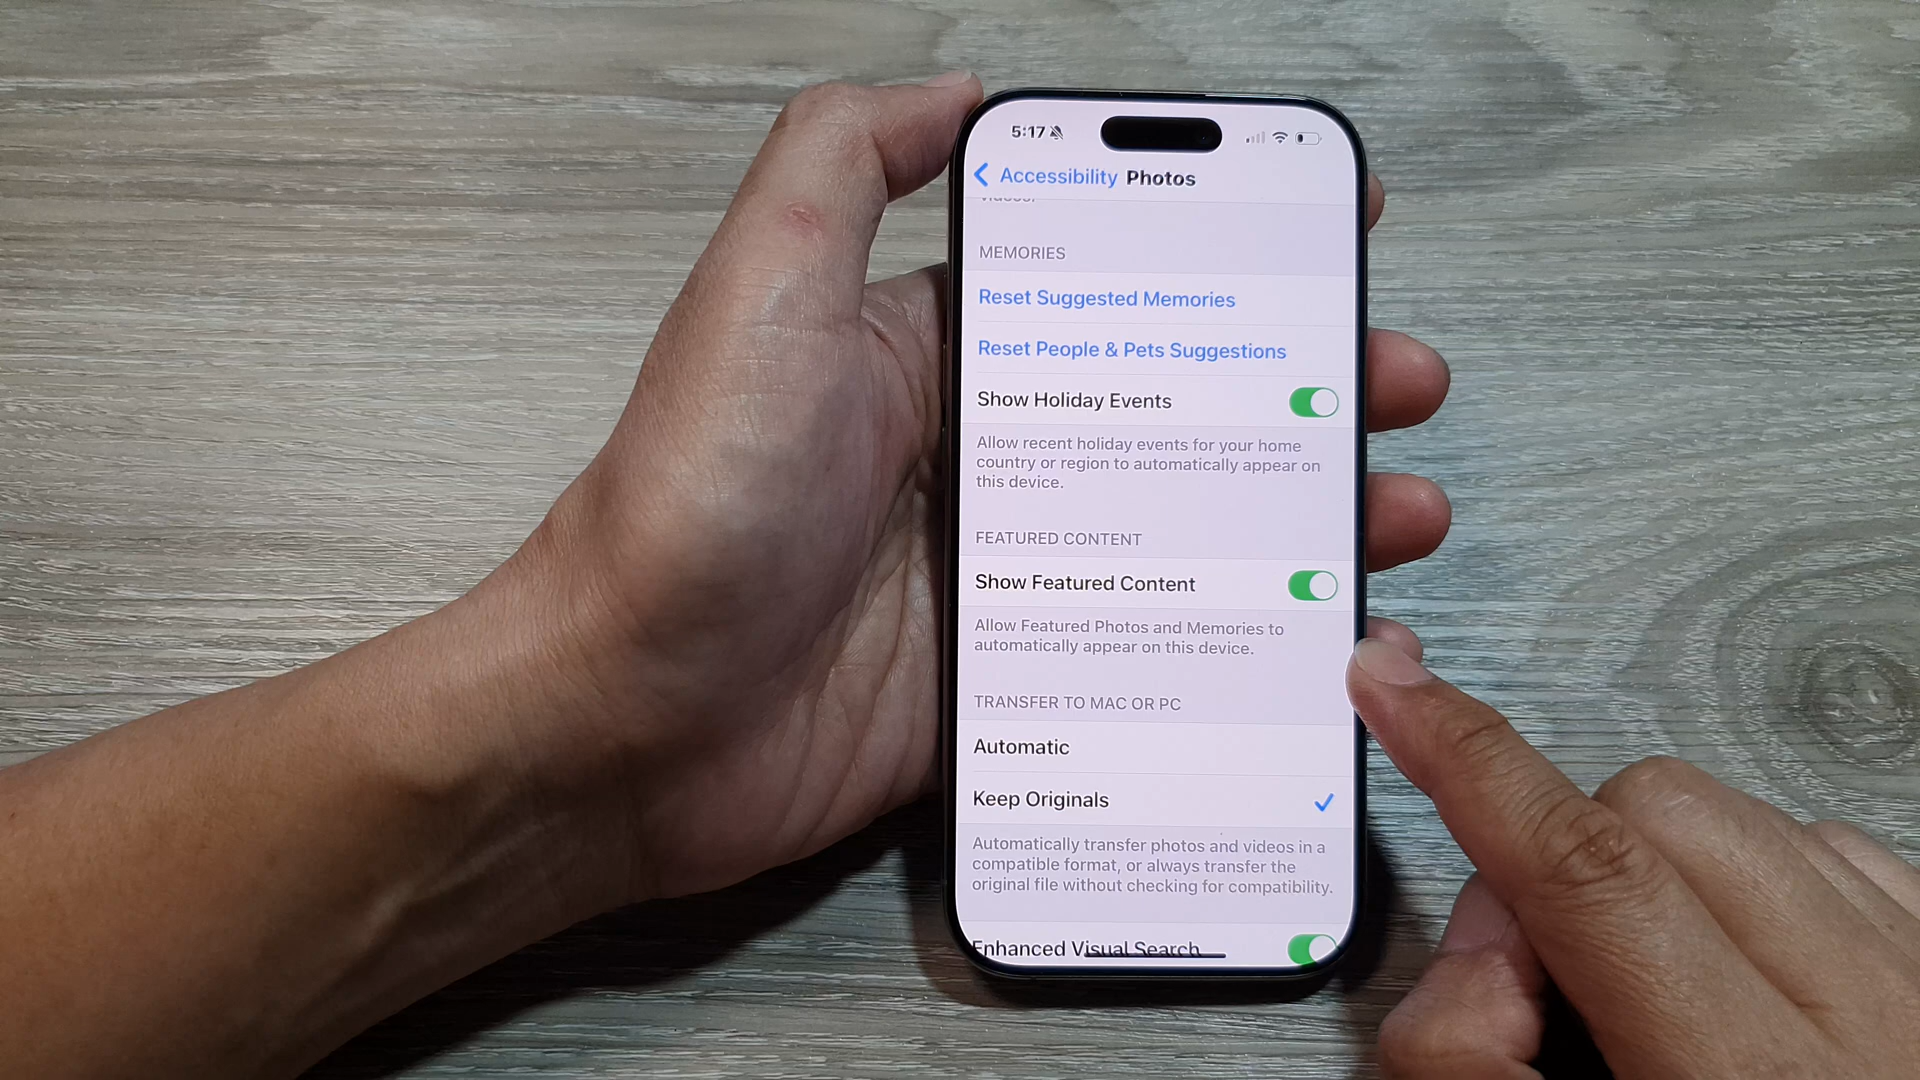 5:17
Accessibility Photos
videos.
MEMORIES
Reset Suggested Memories
Reset People & Pets Suggestions
Show Holiday Events
Allow recent holiday events for your home
country or region to automatically appear on
this device.
FEATURED CONTENT
Show Featured Content
Allow Featured Photos and Memories to
automatically appear on this device.
TRANSFER TO MAC OR PC
Automatic
Keep Originals
Automatically transfer photos and videos in a
compatible format, or always transfer the
original file without checking for compatibility.
Enhanced Visual Search